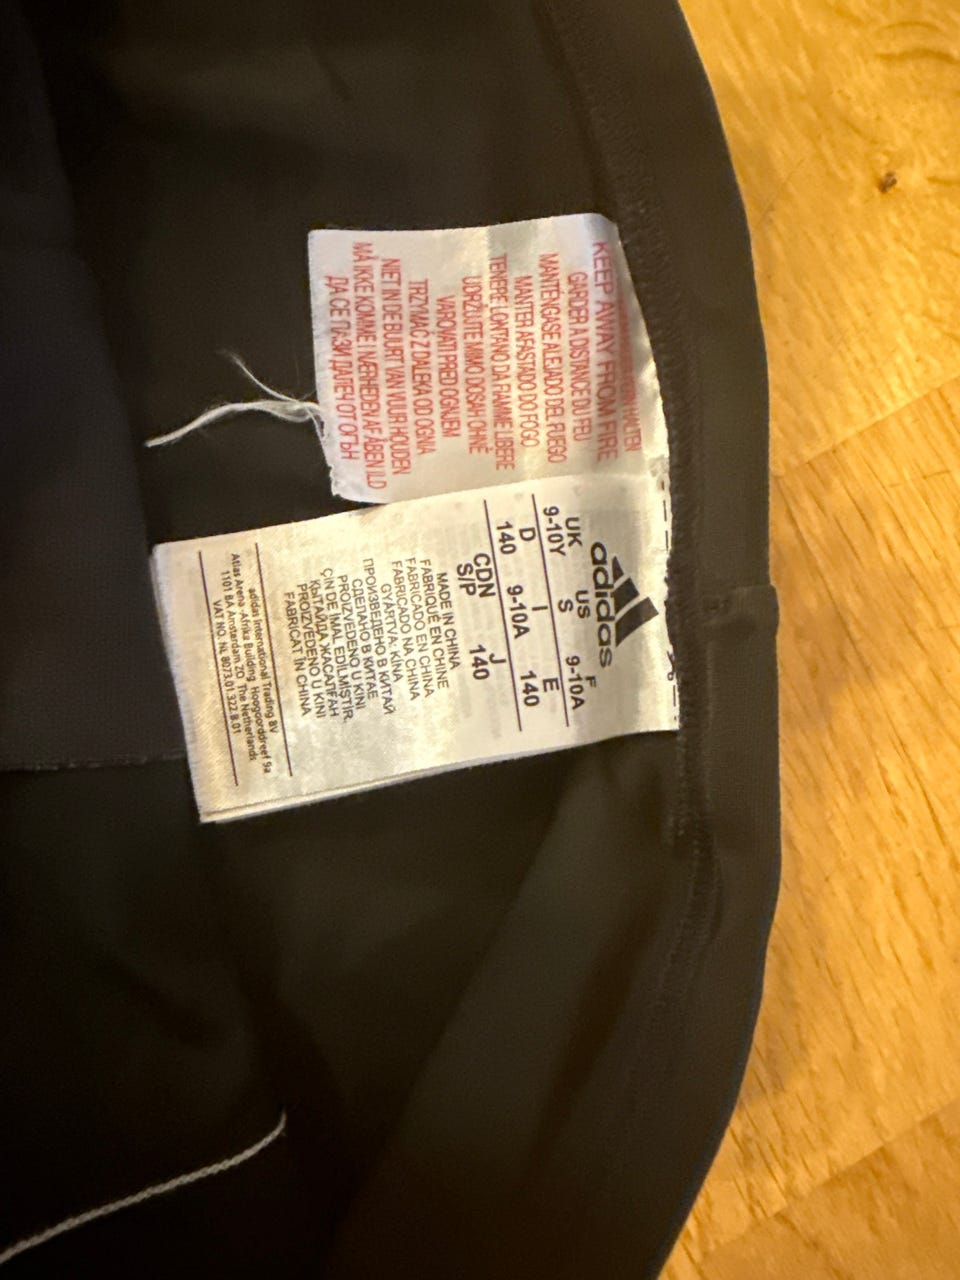 KEEP AWAY FROM FIRE
GARDER A DISTANCE DU FEU
MANTÉNGASE ALEJADO DEL FUEGO
MANTER AFASTADO DO FOGO
TENERE LONTANO DA FIAMME LIBERE
UDRŽUJTE MIMO DOSAH OHNĚ
VAROVATI PRED OGNJEM
TRZYMAĆ Z DALEKA OD OGNIA
NIET IN DE BUURT VAN VUUR HOUDEN
MÅ IKKE KOMME I NÆRHEDEN AF ÅBEN ILD
ДА СЕ ПАЗИ ДАЛЕЧ ОТ ОГЪН
adidas
UK US F
9-10Y S 9-10A
D I E
140 9-10A 140
CDN J
S/P 140
MADE IN CHINA
FABRIQUÉ EN CHINE
FABRICADO EN CHINA
FABRICADO NA CHINA
GYÁRTVA: KÍNA
ПРОИЗВЕДЕНО В КИТАЙ
СДЕЛАНО В КИТАЕ
PROIZVEDENO U KINI
ÇİN DE İMAL EDİLMİŞTİR
ҚЫТАЙДА ЖАСАЛҒАН
PROIZVEDENO U KINI
FABRICAT ÎN CHINA
adidas International Trading BV
Atlas Arena -Afrika Building Hoogoorddreef 9a
1101 BA Amsterdam ZO The Netherlands
VAT NO. NL 8073.01.322.B.01